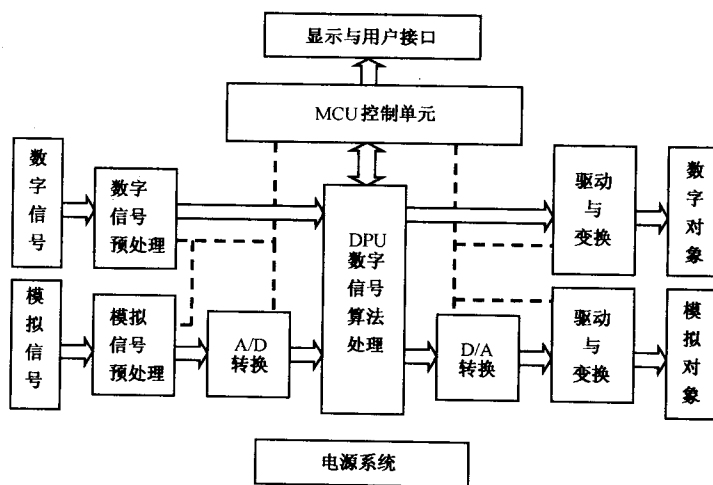 显示与用户接口
MCU控制单元
数字信号
数字
信号
预处理
DPU
数字
信号
算法
处理
驱动
与
变换
数字对象
模拟信号
模拟
信号
预处理
A/D
转换
D/A
转换
驱动
与
变换
模拟对象
电源系统